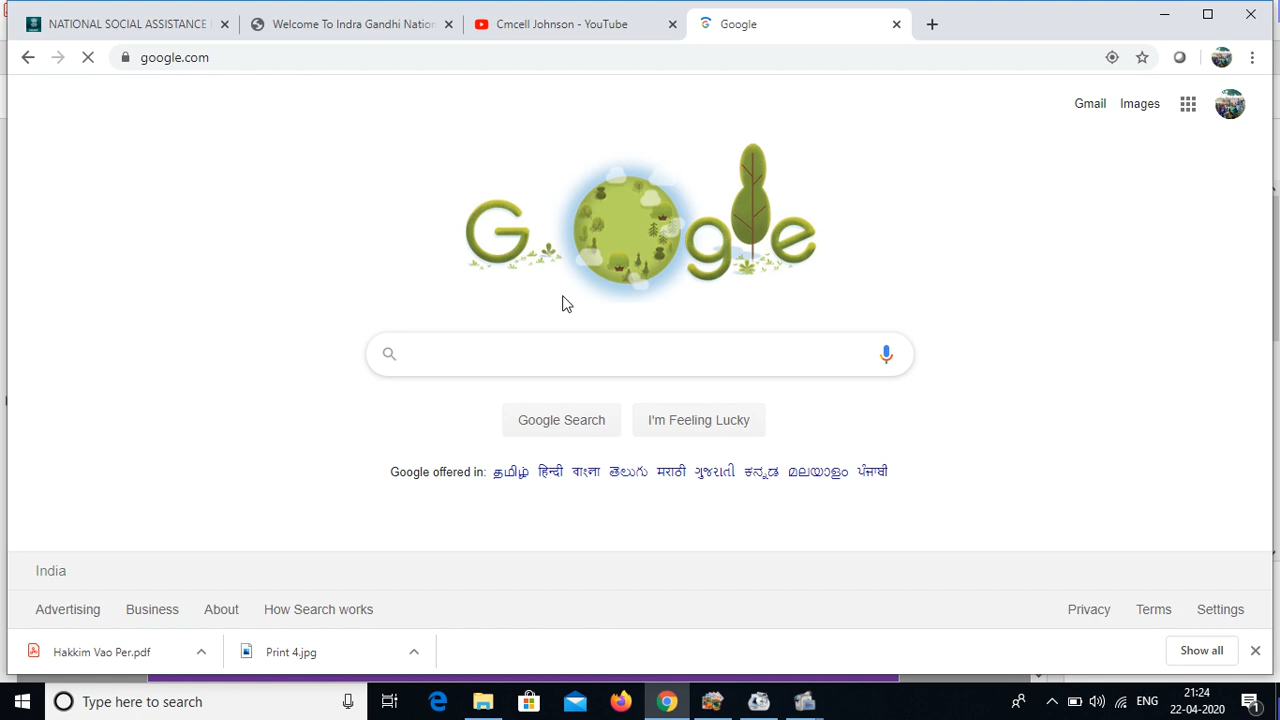 NATIONAL SOCIAL ASSISTANCE
Welcome To Indra Gandhi Nation
Cmcell Johnson - YouTube
Google
google.com
Gmail
Images
Google
Google Search
I'm Feeling Lucky
Google offered in: தமிழ் हिन्दी বাংলা తెలుగు मराठी ગુજરાતી ಕನ್ನಡ മലയാളം ਪੰਜਾਬੀ
India
Advertising Business About How Search works Privacy Terms Settings
Hakkim Vao Per.pdf
Print 4.jpg
Show all
Type here to search
ENG
21:24
22-04-2020
1